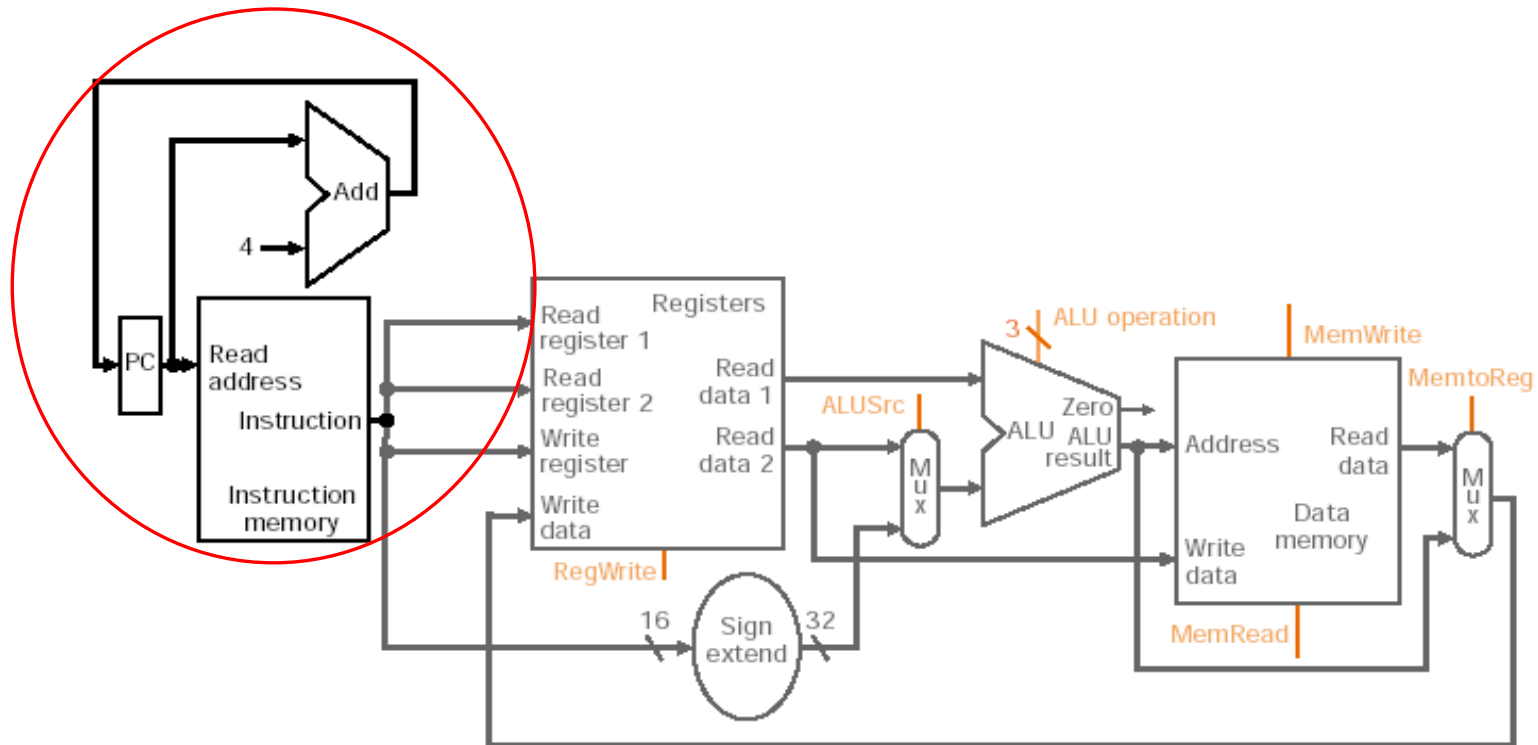 Add
4
PC
Read
address
Instruction
Instruction
memory
Registers
Read
register 1
Read
register 2
Write
register
Write
data
Read
data 1
Read
data 2
RegWrite
16
Sign
extend
32
ALUSrc
Mux
3
ALU operation
Zero
ALU
ALU
result
MemWrite
Address
Read
data
Data
memory
Write
data
MemRead
MemtoReg
Mux